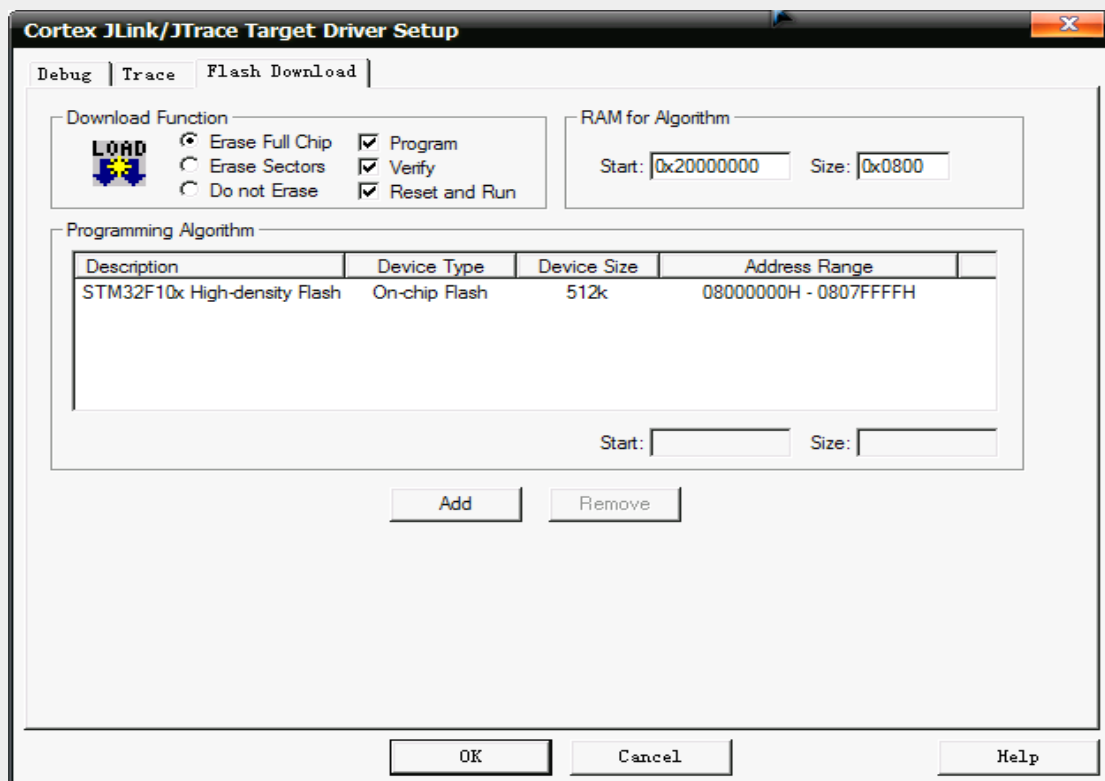 Cortex JLink/JTrace Target Driver Setup
Debug Trace Flash Download
Download Function
LOAD
Erase Full Chip
Erase Sectors
Do not Erase
Program
Verify
Reset and Run
RAM for Algorithm
Start: 0x20000000 Size: 0x0800
Programming Algorithm
Description Device Type Device Size Address Range
STM32F10x High-density Flash On-chip Flash 512k 08000000H - 0807FFFFH
Start: Size:
Add Remove
OK Cancel Help